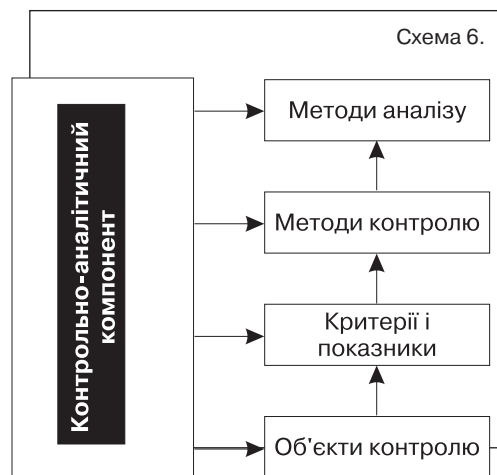 Схема 6.
Контрольно-аналітичний
компонент
Методи аналізу
Методи контролю
Критерії і
показники
Об'єкти контролю